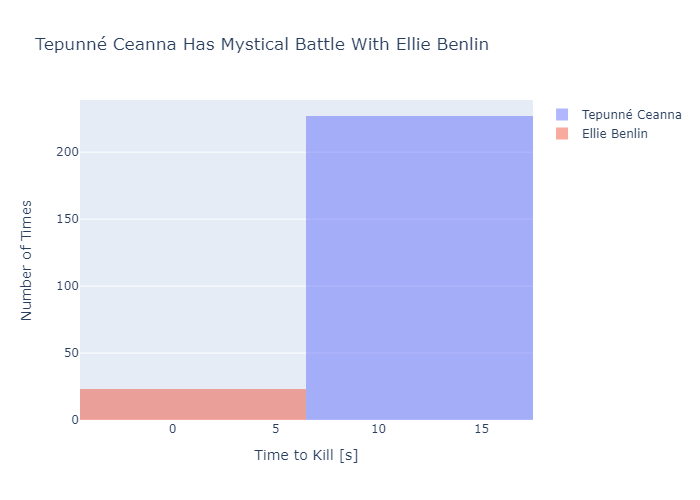 Tepunné Ceanna Has Mystical Battle With Ellie Benlin
Tepunné Ceanna
Ellie Benlin
200
150
100
50
0
Number of Times
0 5 10 15
Time to Kill [s]